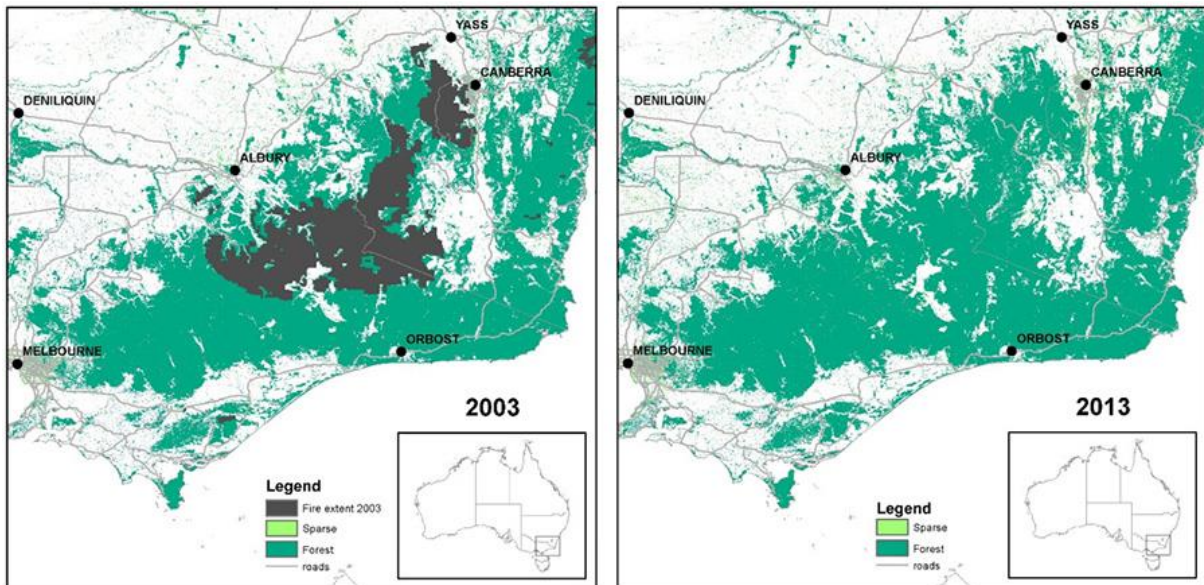 YASS
CANBERRA
DENILIQUIN
ALBURY
ORBOST
MELBOURNE
2003
Legend
Fire extent 2003
Sparse
Forest
roads
YASS
CANBERRA
DENILIQUIN
ALBURY
ORBOST
MELBOURNE
2013
Legend
Sparse
Forest
roads